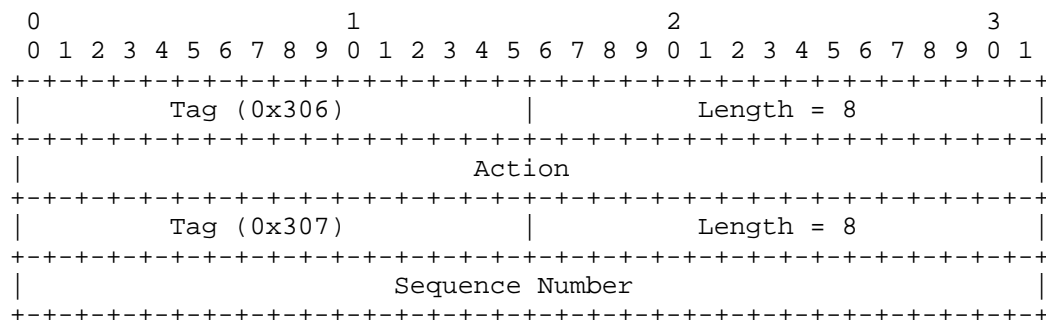 0                   1                   2                   3
 0 1 2 3 4 5 6 7 8 9 0 1 2 3 4 5 6 7 8 9 0 1 2 3 4 5 6 7 8 9 0 1
+-+-+-+-+-+-+-+-+-+-+-+-+-+-+-+-+-+-+-+-+-+-+-+-+-+-+-+-+-+-+-+-+
|         Tag (0x306)           |          Length = 8           |
+-+-+-+-+-+-+-+-+-+-+-+-+-+-+-+-+-+-+-+-+-+-+-+-+-+-+-+-+-+-+-+-+
|                            Action                             |
+-+-+-+-+-+-+-+-+-+-+-+-+-+-+-+-+-+-+-+-+-+-+-+-+-+-+-+-+-+-+-+-+
|         Tag (0x307)           |          Length = 8           |
+-+-+-+-+-+-+-+-+-+-+-+-+-+-+-+-+-+-+-+-+-+-+-+-+-+-+-+-+-+-+-+-+
|                       Sequence Number                         |
+-+-+-+-+-+-+-+-+-+-+-+-+-+-+-+-+-+-+-+-+-+-+-+-+-+-+-+-+-+-+-+-+